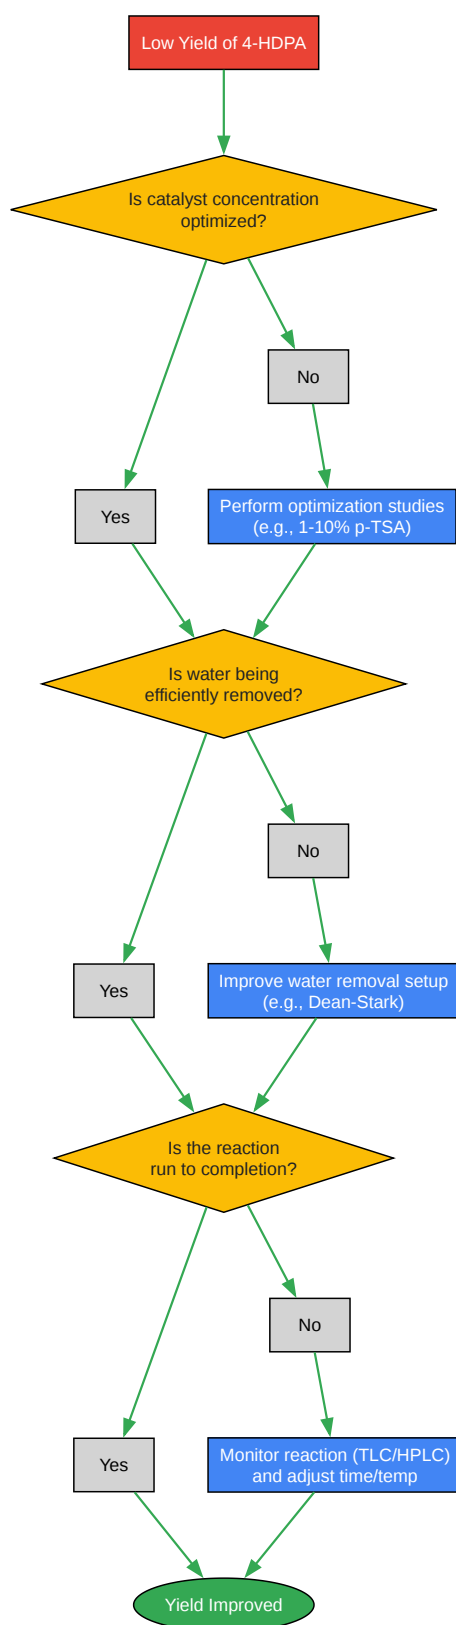 Low Yield of 4-HDPA
Is catalyst concentration
optimized?
No
Yes
Perform optimization studies
(e.g., 1-10% p-TSA)
Is water being
efficiently removed?
No
Yes
Improve water removal setup
(e.g., Dean-Stark)
Is the reaction
run to completion?
No
Yes
Monitor reaction (TLC/HPLC)
and adjust time/temp
Yield Improved